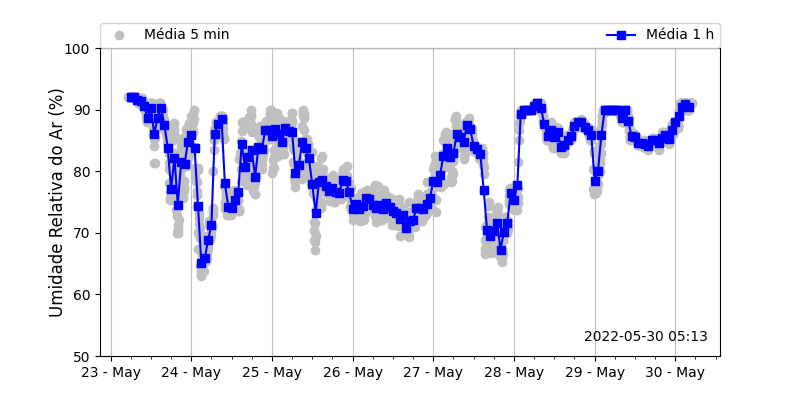 Média 5 min
Média 1 h
Umidade Relativa do Ar (%)
100
90
80
70
60
50
2022-05-30 05:13
23 - May
24 - May
25 - May
26 - May
27 - May
28 - May
29 - May
30 - May